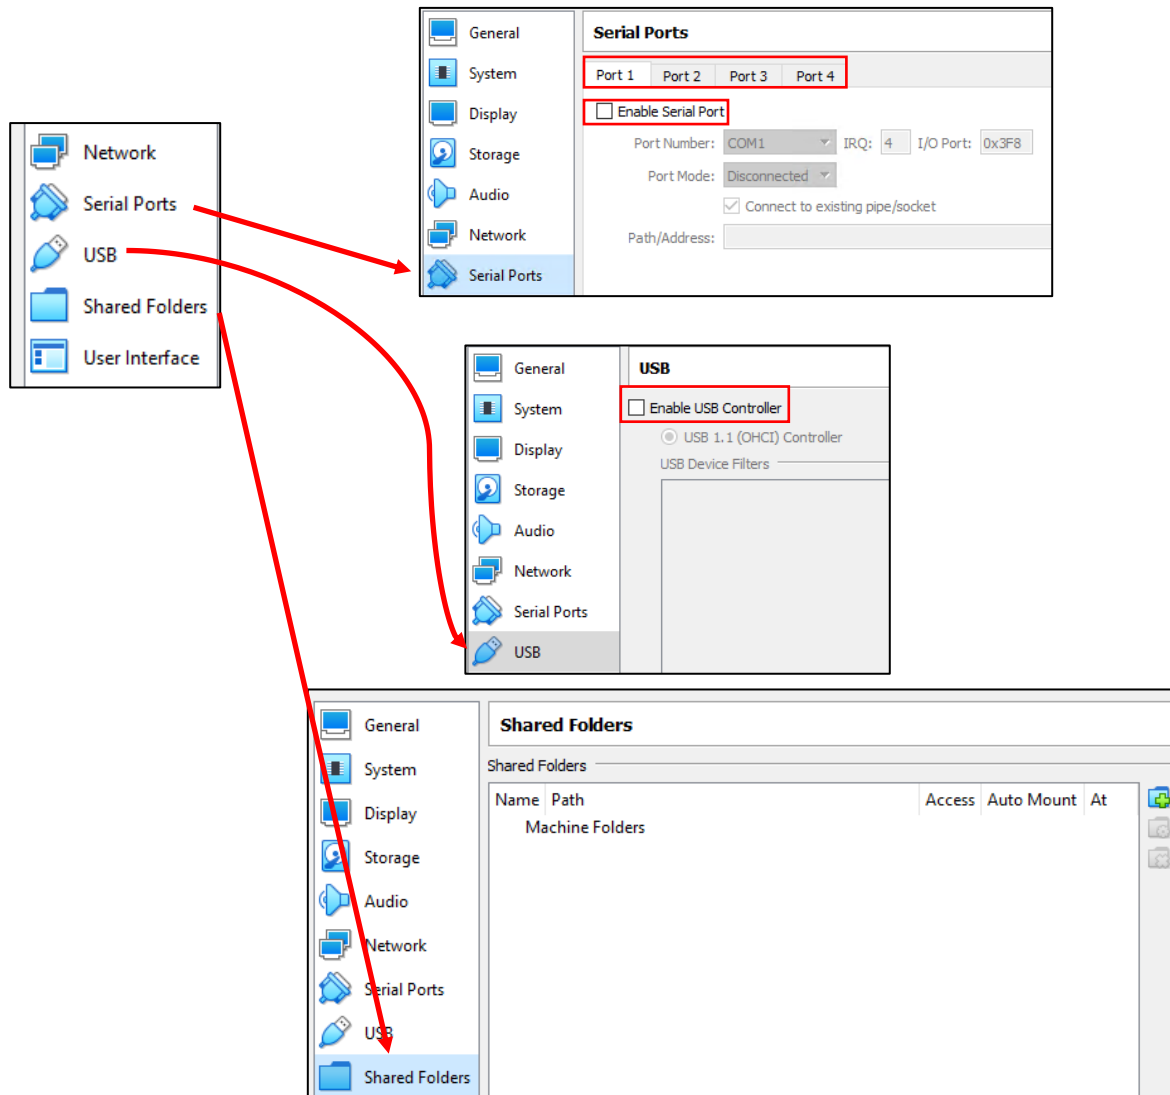 Network
Serial Ports
USB
Shared Folders
User Interface
General
System
Display
Storage
Audio
Network
Serial Ports
Serial Ports
Port 1 Port 2 Port 3 Port 4
Enable Serial Port
Port Number: COM1 IRQ: 4 I/O Port: 0x3F8
Port Mode: Disconnected
Connect to existing pipe/socket
Path/Address:
General
System
Display
Storage
Audio
Network
Serial Ports
USB
USB
Enable USB Controller
USB 1.1 (OHCI) Controller
USB Device Filters
General
System
Display
Storage
Audio
Network
Serial Ports
USB
Shared Folders
Shared Folders
Shared Folders
Name Path Access Auto Mount At
Machine Folders